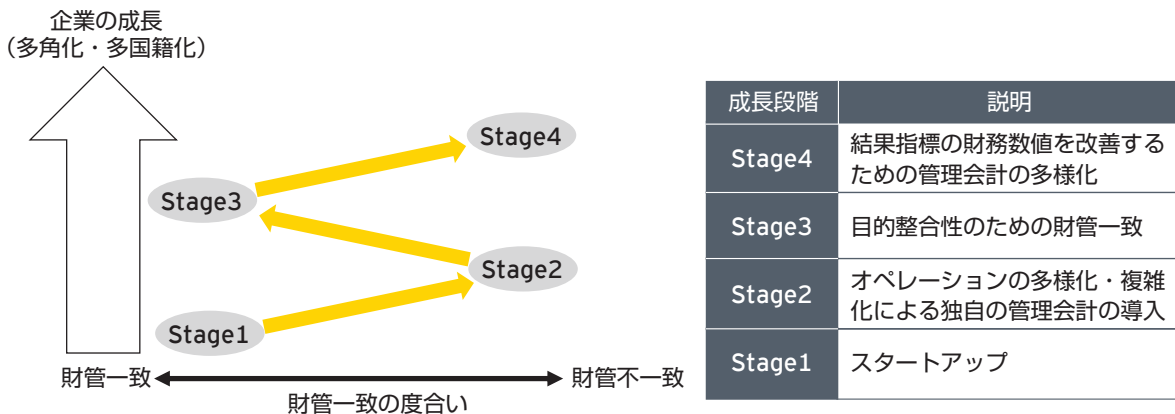 企業の成長
（多角化・多国籍化）
Stage4
Stage3
Stage2
Stage1
財管一致
財管不一致
財管一致の度合い
成長段階
説明
Stage4
結果指標の財務数値を改善する
ための管理会計の多様化
Stage3
目的整合性のための財管一致
Stage2
オペレーションの多様化・複雑
化による独自の管理会計の導入
Stage1
スタートアップ